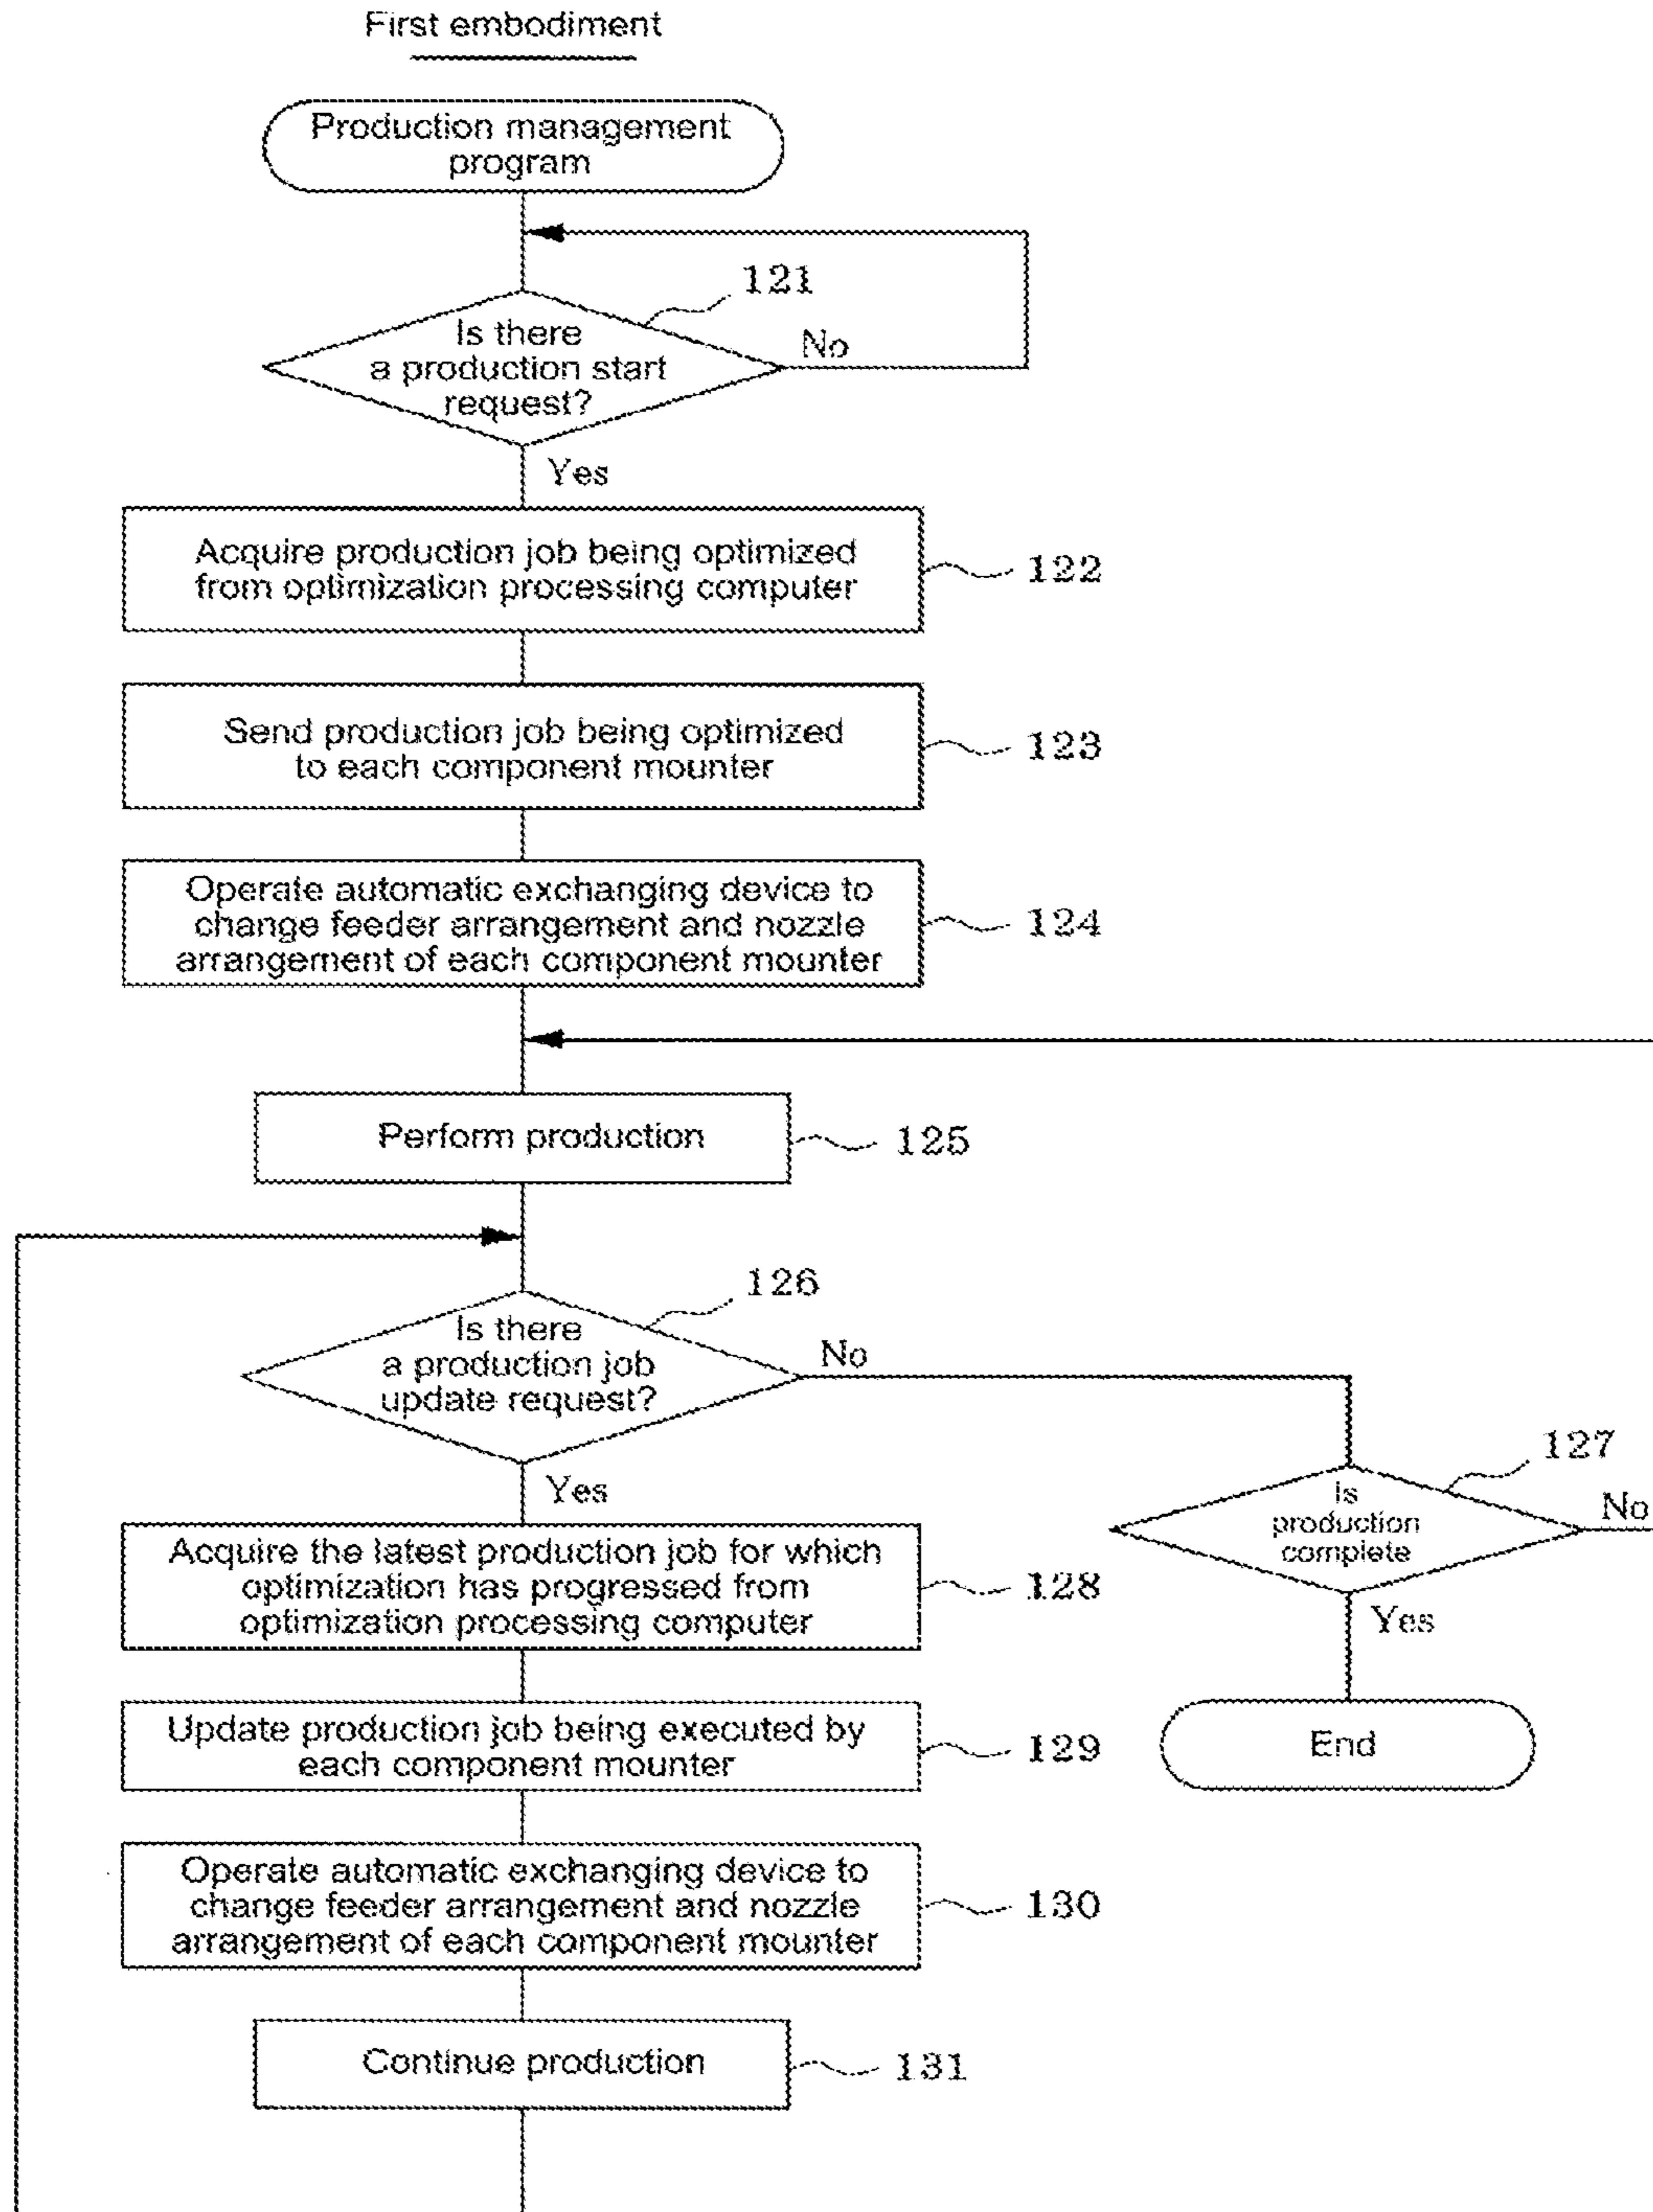 First embodiment
Production management
program
121
Is there
a production start
request?
No
Yes
Acquire production job being optimized
from optimization processing computer
122
Send production job being optimized
to each component mounter
123
Operate automatic exchanging device to
change feeder arrangement and nozzle
arrangement of each component mounter
124
Perform production
125
126
Is there
a production job
update request?
No
Yes
127
Is
production
complete
No
Yes
End
Acquire the latest production job for which
optimization has progressed from
optimization processing computer
128
Update production job being executed by
each component mounter
129
Operate automatic exchanging device to
change feeder arrangement and nozzle
arrangement of each component mounter
130
Continue production
131